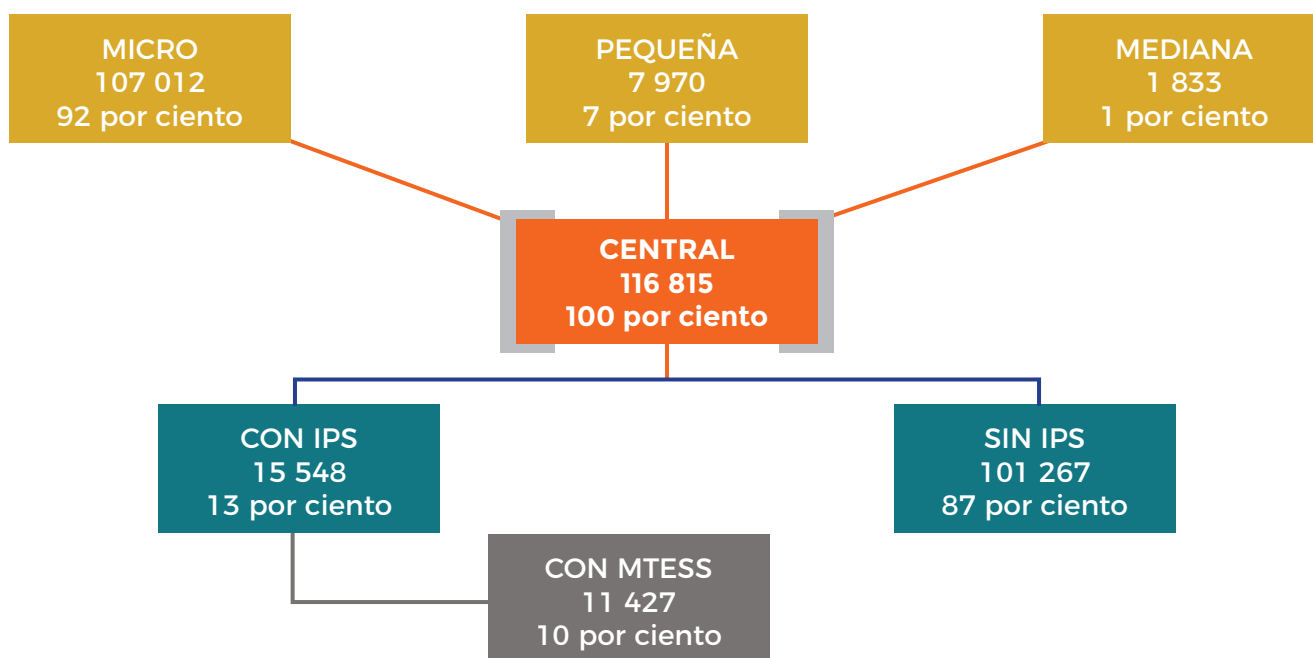 MICRO
107 012
92 por ciento
PEQUEÑA
7 970
7 por ciento
MEDIANA
1 833
1 por ciento
CENTRAL
116 815
100 por ciento
CON IPS
15 548
13 por ciento
SIN IPS
101 267
87 por ciento
CON MTESS
11 427
10 por ciento